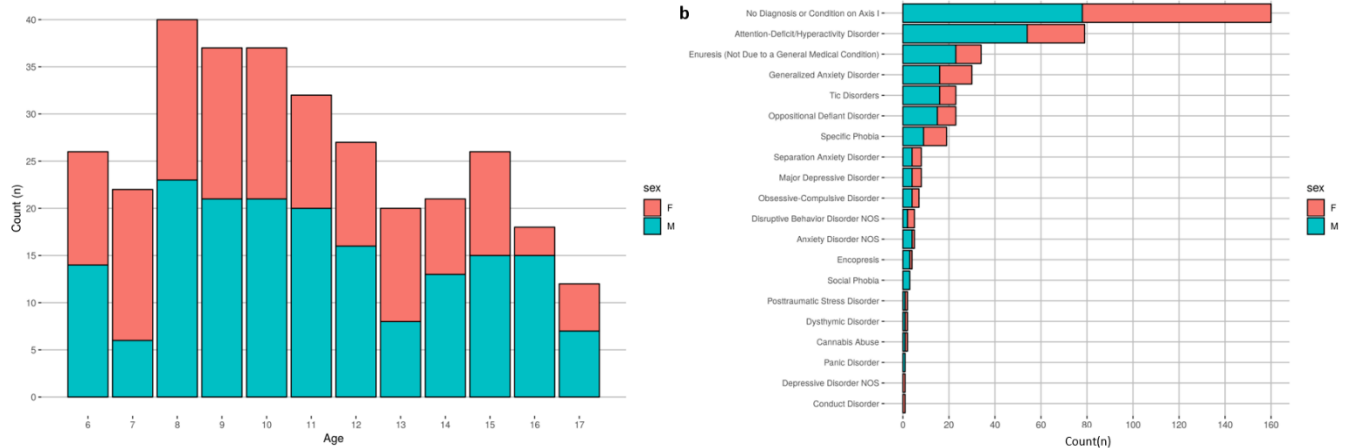 40
35
30
25
20
15
10
5
0
Count (n)
6 7 8 9 10 11 12 13 14 15 16 17
Age
sex
F
M
b
No Diagnosis or Condition on Axis I
Attention-Deficit/Hyperactivity Disorder
Enuresis (Not Due to a General Medical Condition)
Generalized Anxiety Disorder
Tic Disorders
Oppositional Defiant Disorder
Specific Phobia
Separation Anxiety Disorder
Major Depressive Disorder
Obsessive-Compulsive Disorder
Disruptive Behavior Disorder NOS
Anxiety Disorder NOS
Encopresis
Social Phobia
Posttraumatic Stress Disorder
Dysthymic Disorder
Cannabis Abuse
Panic Disorder
Depressive Disorder NOS
Conduct Disorder
0 20 40 60 80 100 120 140 160
Count(n)
sex
F
M